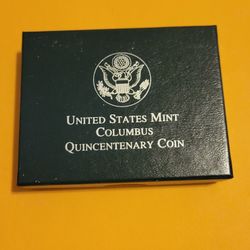 United States Mint
Columbus
Quincentenary Coin